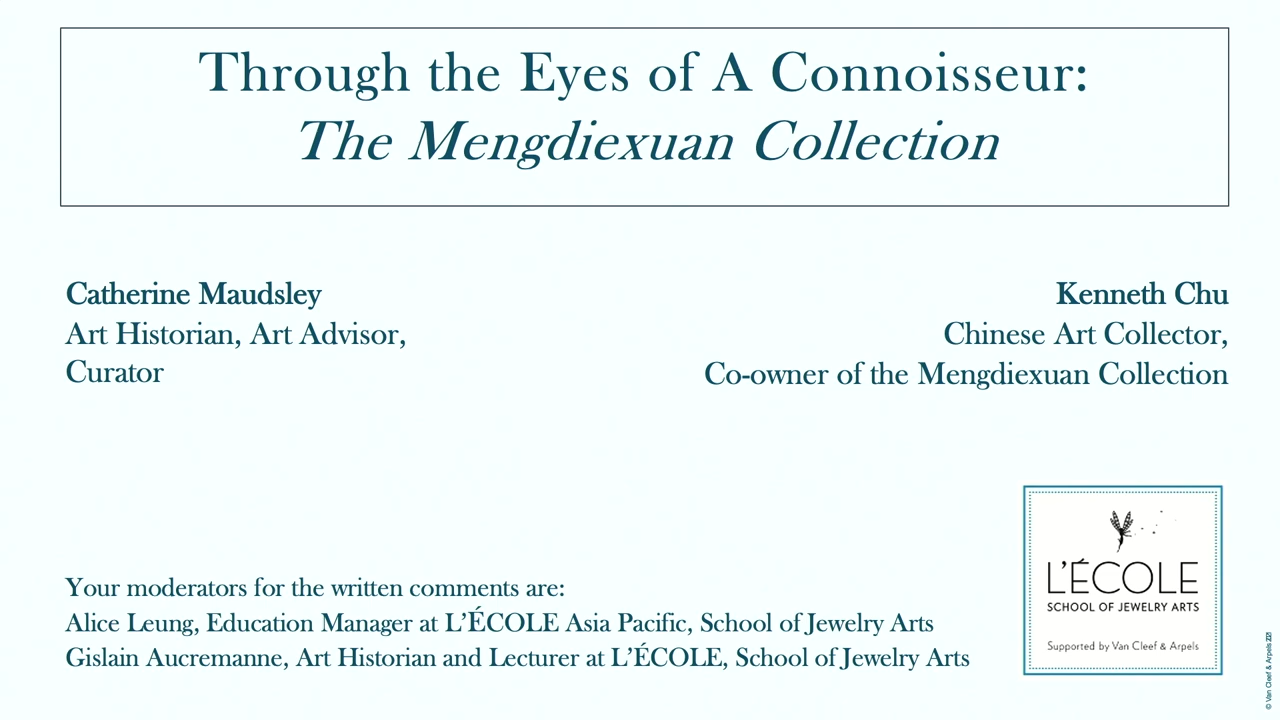 Through the Eyes of A Connoisseur:
The Mengdiexuan Collection
Catherine Maudsley
Art Historian, Art Advisor,
Curator
Kenneth Chu
Chinese Art Collector,
Co-owner of the Mengdiexuan Collection
Your moderators for the written comments are:
Alice Leung, Education Manager at L’ÉCOLE Asia Pacific, School of Jewelry Arts
Gislain Aucremanne, Art Historian and Lecturer at L’ÉCOLE, School of Jewelry Arts
L’ÉCOLE
SCHOOL OF JEWELRY ARTS
Supported by Van Cleef & Arpels
© Van Cleef & Arpels